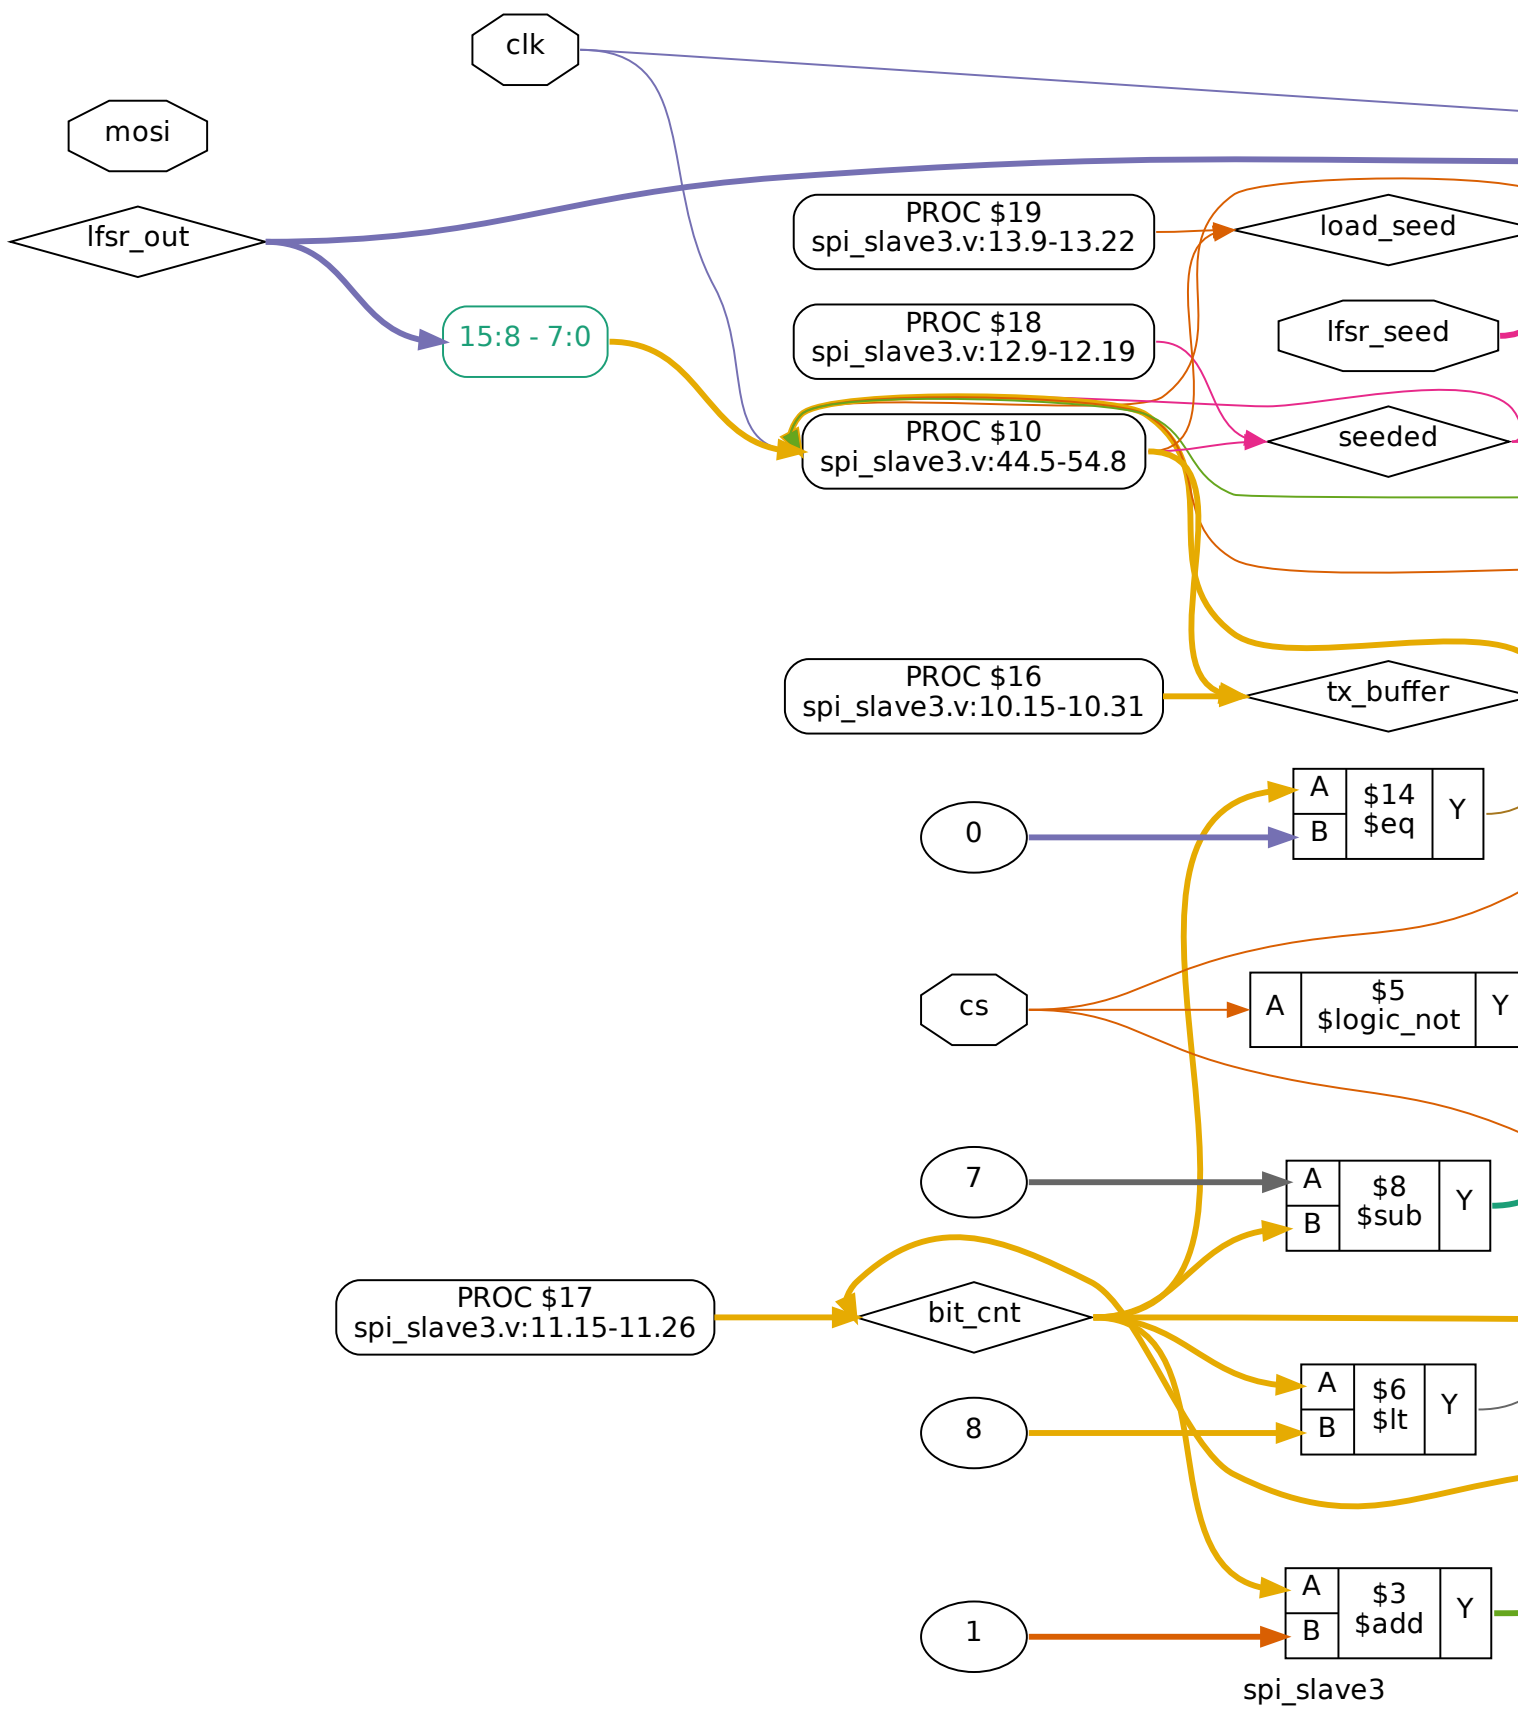 clk
mosi
lfsr_out
PROC $19
spi_slave3.v:13.9-13.22
load_seed
15:8 - 7:0
PROC $18
spi_slave3.v:12.9-12.19
lfsr_seed
PROC $10
spi_slave3.v:44.5-54.8
seeded
PROC $16
spi_slave3.v:10.15-10.31
tx_buffer
0
A
B
$14
$eq
Y
cs
A
$5
$logic_not
Y
7
A
B
$8
$sub
Y
PROC $17
spi_slave3.v:11.15-11.26
bit_cnt
8
A
B
$6
$lt
Y
1
A
B
$3
$add
Y
spi_slave3